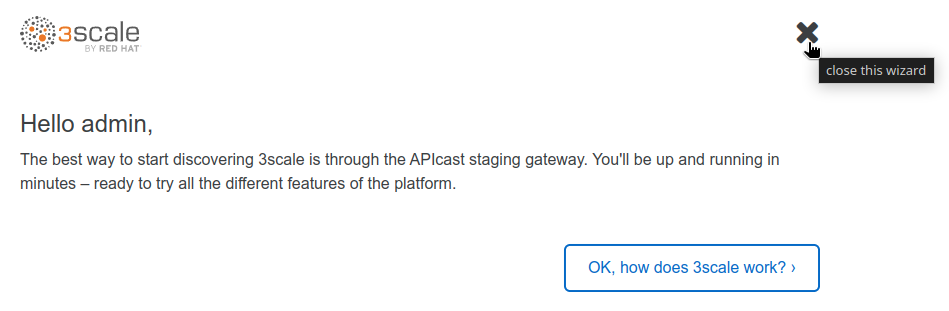 3scale
BY RED HAT
close this wizard
Hello admin,
The best way to start discovering 3scale is through the APIcast staging gateway. You'll be up and running in
minutes – ready to try all the different features of the platform.
OK, how does 3scale work? ›